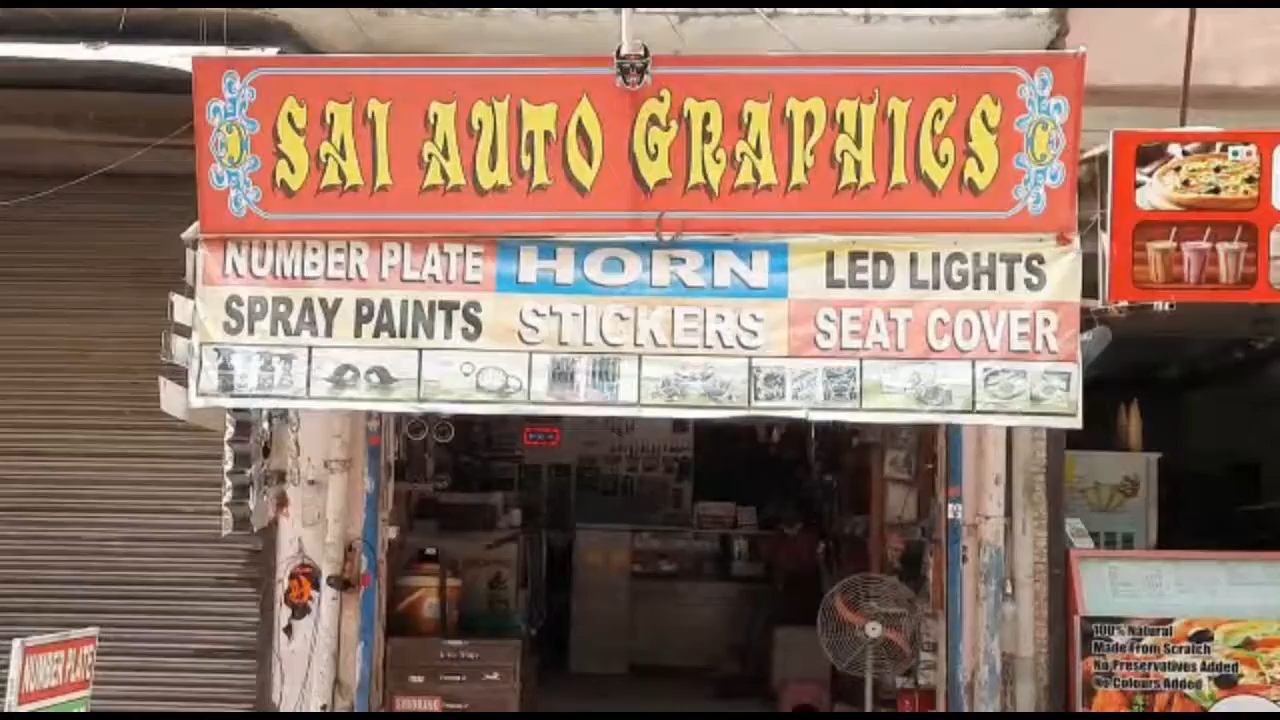 SAI AUTO GRAPHICS
NUMBER PLATE HORN LED LIGHTS
SPRAY PAINTS STICKERS SEAT COVER
NUMBER PLATE
100% Natural
Made From Scratch
No Preservatives Added
No Colours Added